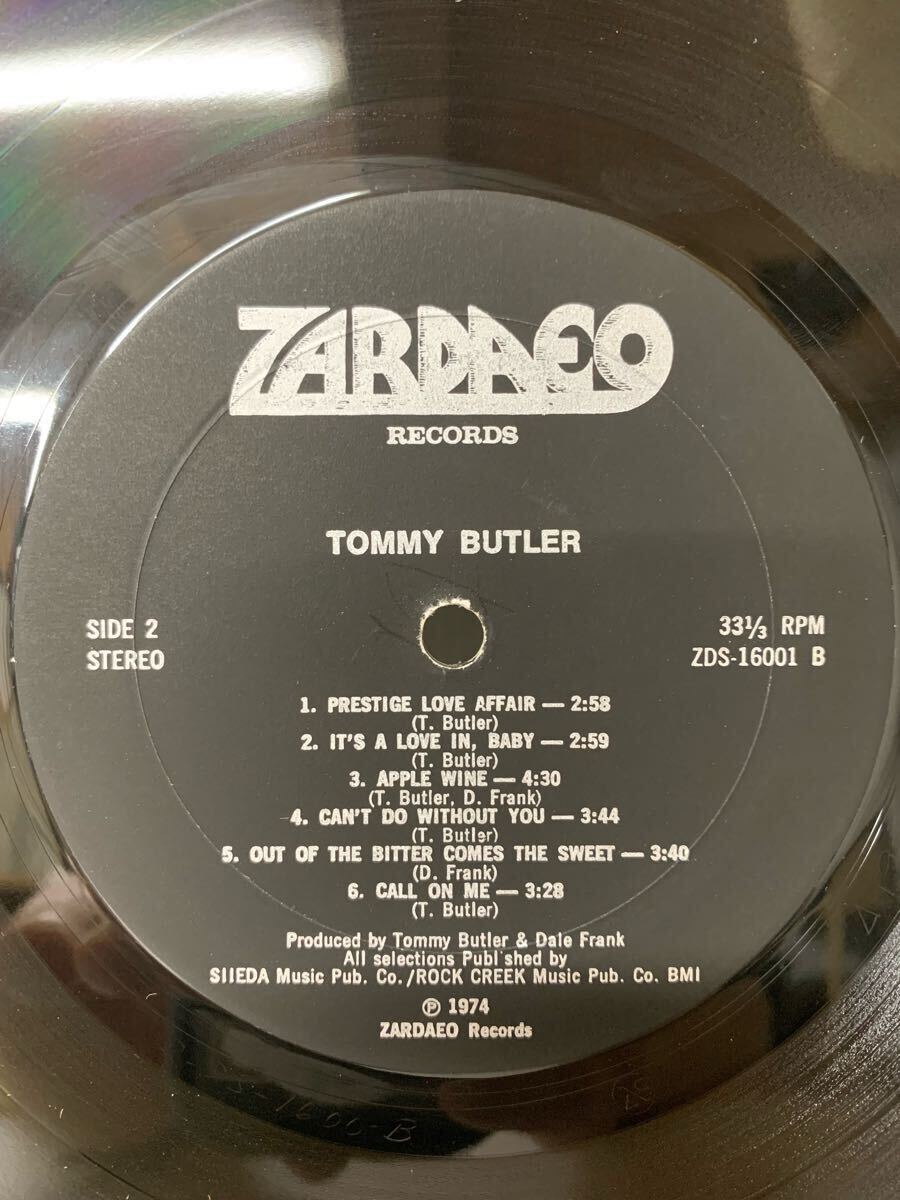 ZARDAEO
RECORDS
TOMMY BUTLER
SIDE 2
STEREO
33⅓ RPM
ZDS-16001 B
1. PRESTIGE LOVE AFFAIR — 2:58
(T. Butler)
2. IT'S A LOVE IN, BABY — 2:59
(T. Butler)
3. APPLE WINE — 4:30
(T. Butler, D. Frank)
4. CAN'T DO WITHOUT YOU — 3:44
(T. Butler)
5. OUT OF THE BITTER COMES THE SWEET — 3:40
(D. Frank)
6. CALL ON ME — 3:28
(T. Butler)
Produced by Tommy Butler & Dale Frank
All selections Published by
SIIEDA Music Pub. Co./ROCK CREEK Music Pub. Co. BMI
℗ 1974
ZARDAEO Records